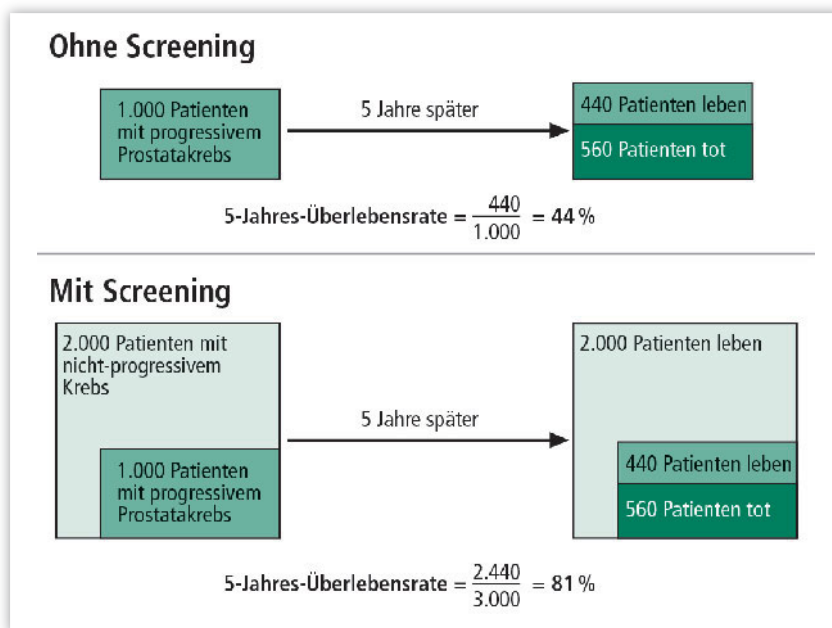 Ohne Screening
1.000 Patienten
mit progressivem
Prostatakrebs
5 Jahre später
440 Patienten leben
560 Patienten tot
5-Jahres-Überlebensrate = 440 / 1.000 = 44 %
Mit Screening
2.000 Patienten mit
nicht-progressivem
Krebs
1.000 Patienten
mit progressivem
Prostatakrebs
5 Jahre später
2.000 Patienten leben
440 Patienten leben
560 Patienten tot
5-Jahres-Überlebensrate = 2.440 / 3.000 = 81 %